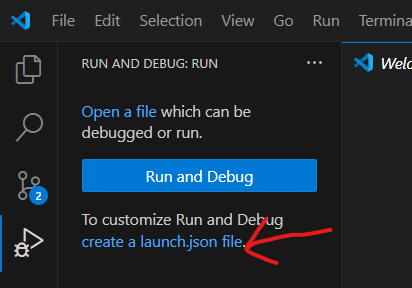 File Edit Selection View Go Run Termina
RUN AND DEBUG: RUN
Welc
Open a file which can be
debugged or run.
Run and Debug
2
To customize Run and Debug
create a launch.json file.